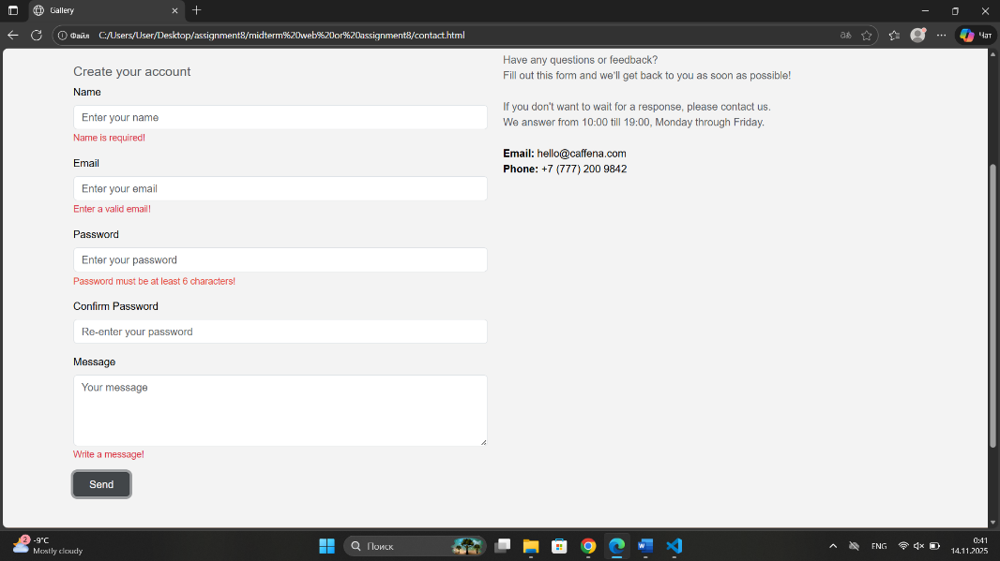 Gallery
Файл
C:/Users/User/Desktop/assignment8/midterm%20web%20or%20assignment8/contact.html
Чат
Create your account
Name
Enter your name
Name is required!
Email
Enter your email
Enter a valid email!
Password
Enter your password
Password must be at least 6 characters!
Confirm Password
Re-enter your password
Message
Your message
Write a message!
Send
Have any questions or feedback?
Fill out this form and we'll get back to you as soon as possible!
If you don't want to wait for a response, please contact us.
We answer from 10:00 till 19:00, Monday through Friday.
Email: hello@caffena.com
Phone: +7 (777) 200 9842
2
-9°C
Mostly cloudy
Поиск
ENG
0:41
14.11.2025